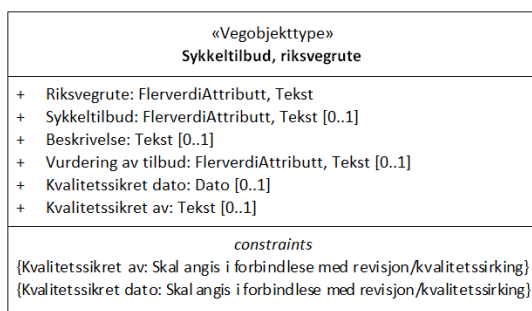 «Vegobjekttype»
Sykkeltilbud, riksvegrute
+ Riksvegrute: FlerverdiAttributt, Tekst
+ Sykkeltilbud: FlerverdiAttributt, Tekst [0..1]
+ Beskrivelse: Tekst [0..1]
+ Vurdering av tilbud: FlerverdiAttributt, Tekst [0..1]
+ Kvalitetssikret dato: Dato [0..1]
+ Kvalitetssikret av: Tekst [0..1]
constraints
{Kvalitetssikret av: Skal angis i forbindlese med revisjon/kvalitetssirking}
{Kvalitetssikret dato: Skal angis i forbindlese med revisjon/kvalitetssirking}